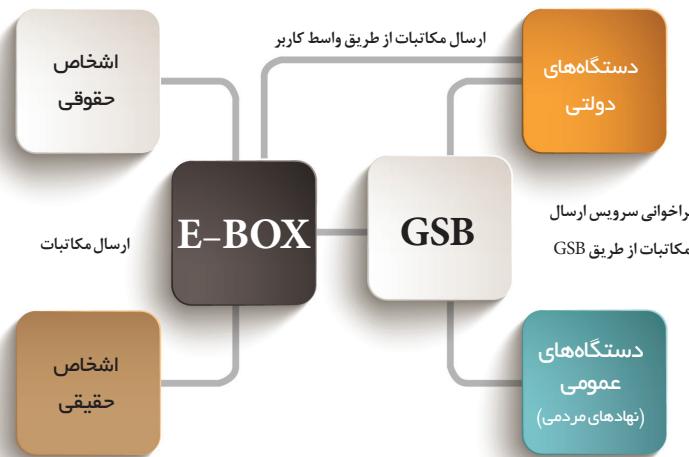 ارسال مکاتبات از طریق واسط کاربر
دستگاه‌های
دولتی
اشخاص
حقوقی
فراخوانی سرویس ارسال
مکاتبات از طریق GSB
GSB
E-BOX
ارسال مکاتبات
دستگاه‌های
عمومی
(نهادهای مردمی)
اشخاص
حقیقی